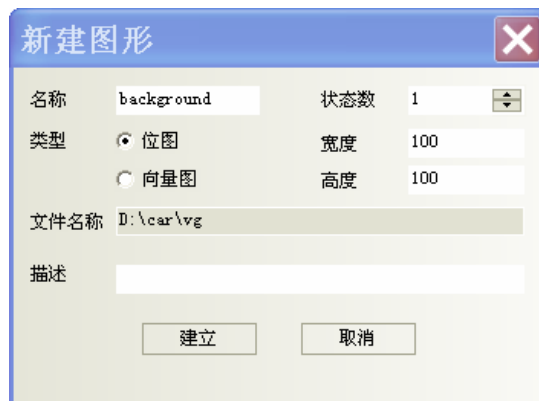 新建图形
名称 background 状态数 1
类型 位图 宽度 100
向量图 高度 100
文件名称 D:\car\vg
描述
建立 取消